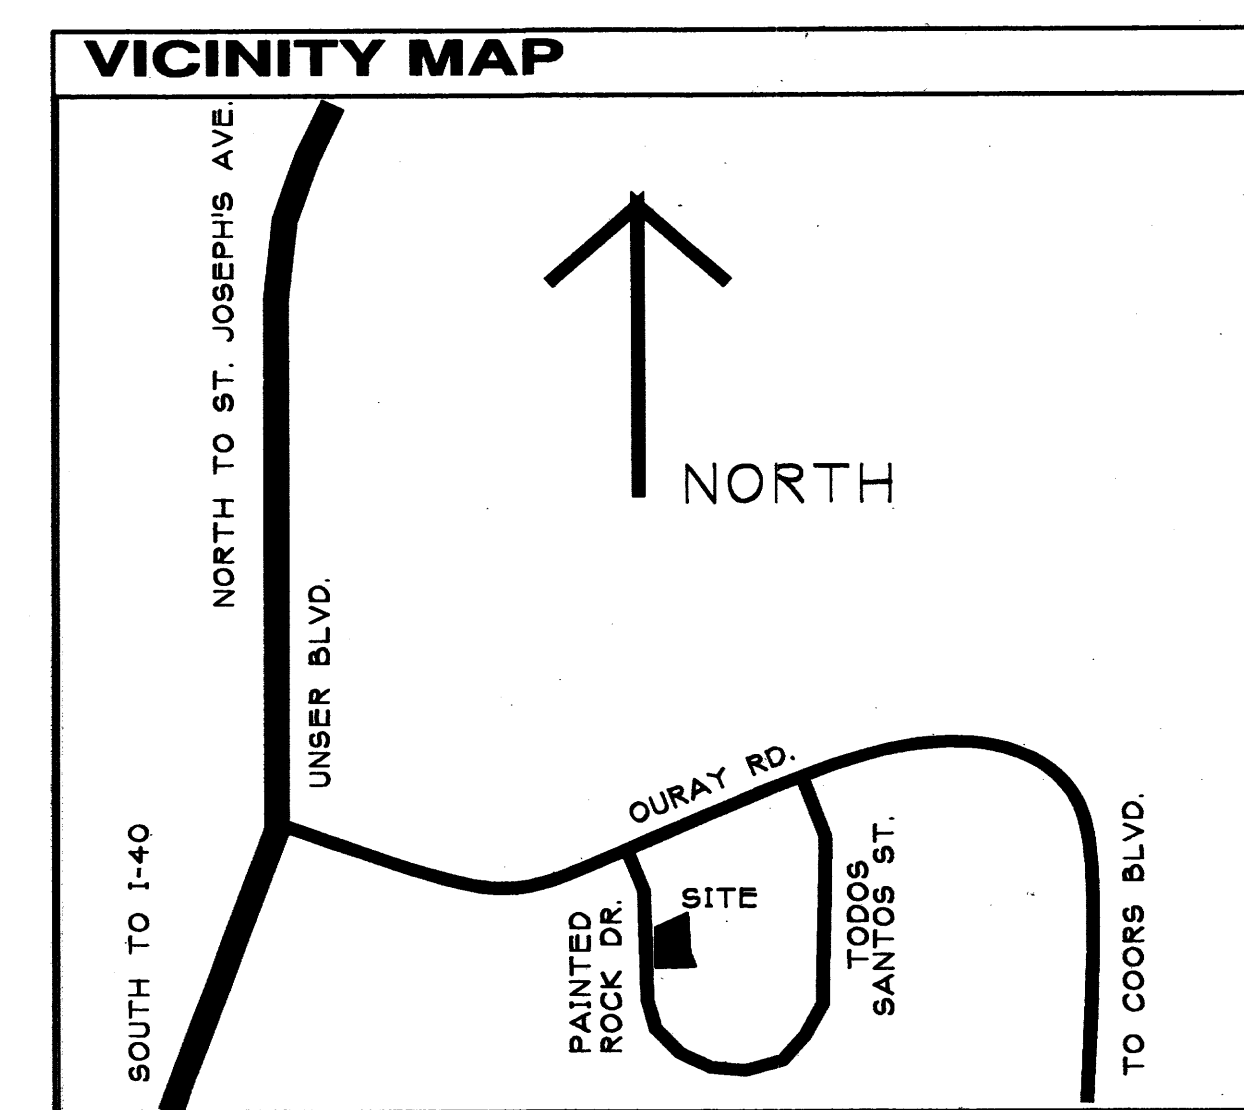 VICINITY MAP
NORTH TO ST. JOSEPH'S AVE.
NORTH
UNSER BLVD.
OURAY RD.
SOUTH TO I-40
SITE
PAINTED
ROCK DR.
TODOS
SANTOS ST.
TO COORS BLVD.